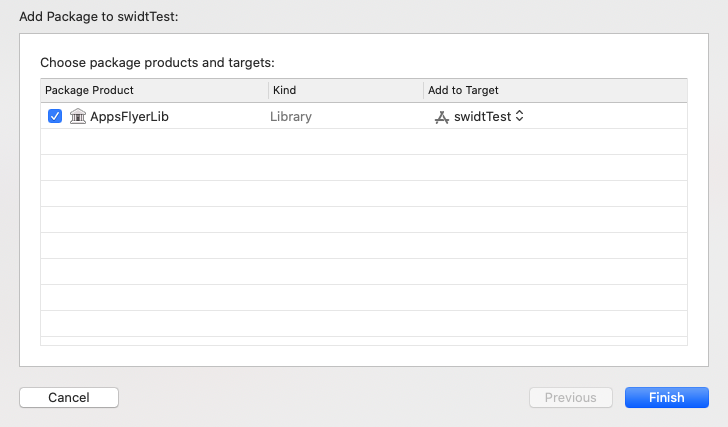 Add Package to swidtTest:
Choose package products and targets:
Package Product Kind Add to Target
AppsFlyerLib Library swidtTest
Cancel Previous Finish